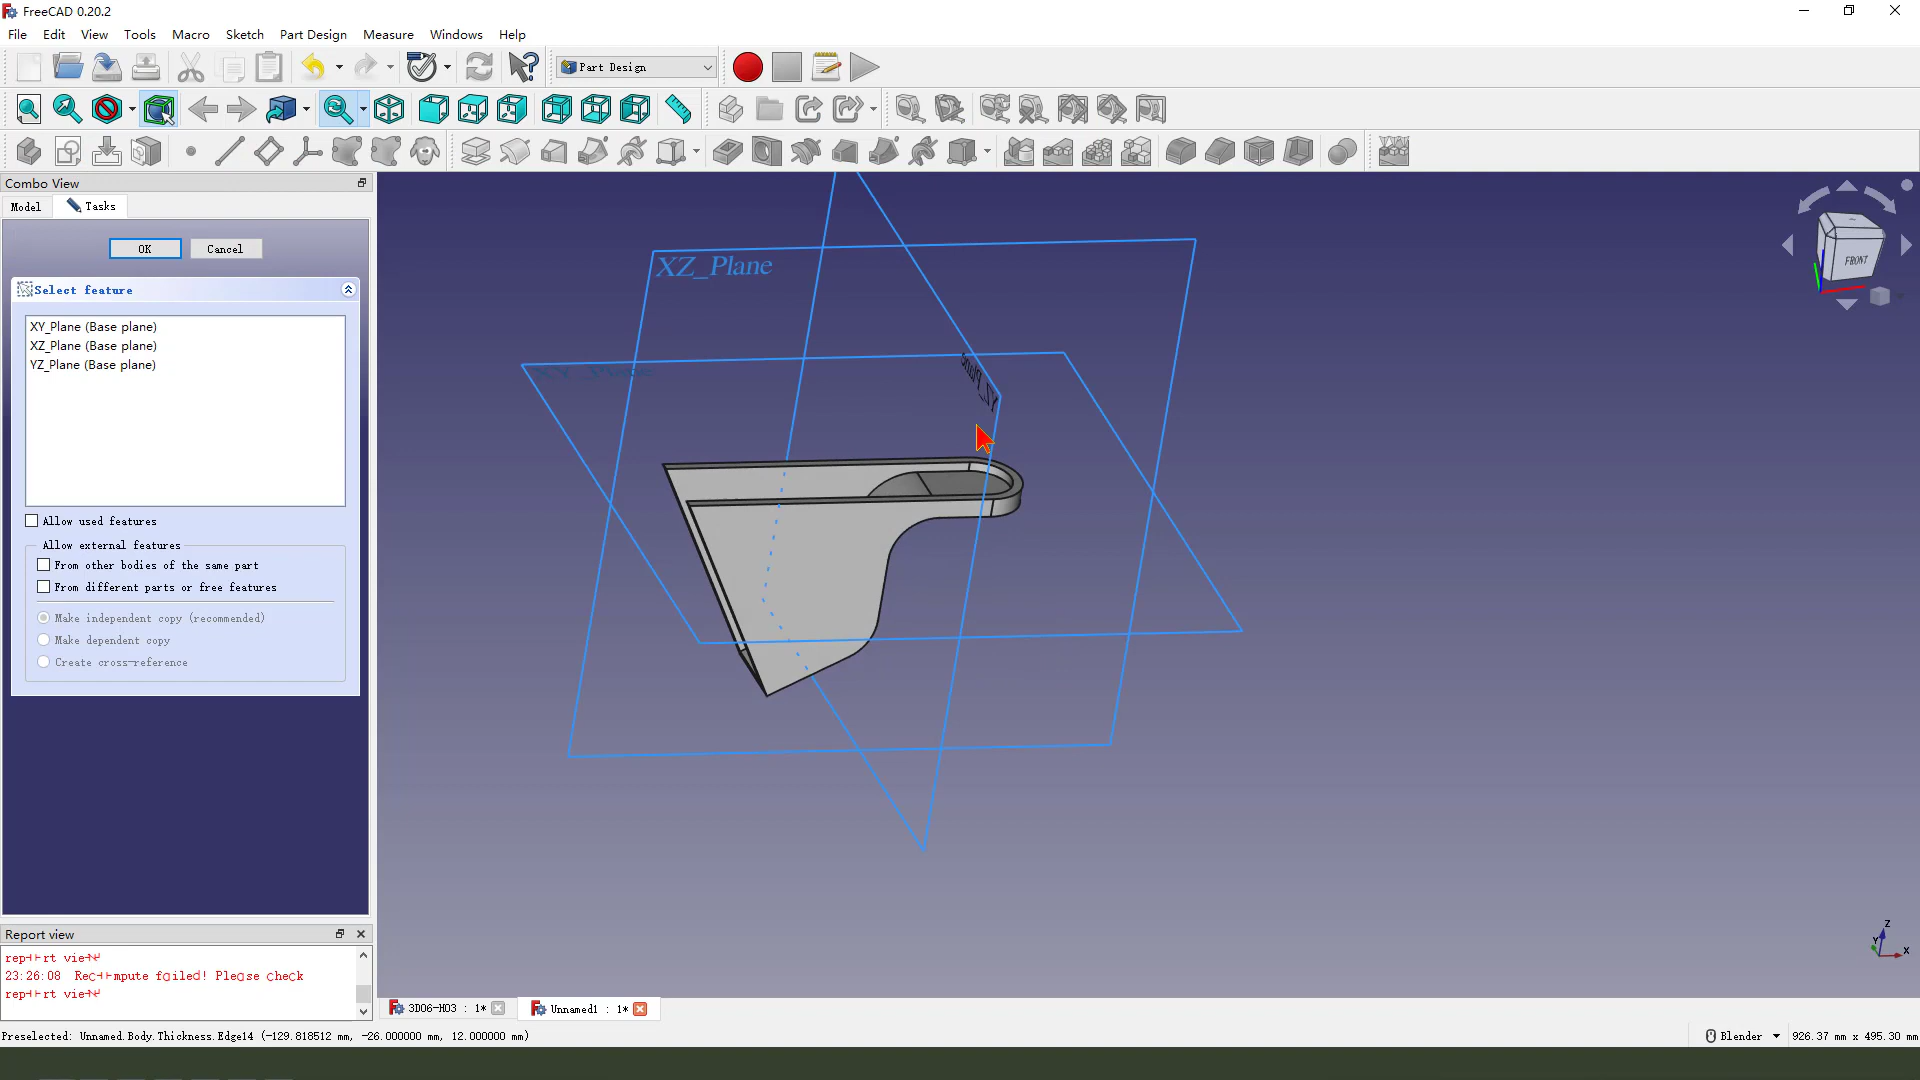 FreeCAD 0.20.2
File Edit View Tools Macro Sketch Part Design Measure Windows Help
Part Design
Combo View
Model Tasks
OK Cancel
Select feature
XY_Plane (Base plane)
XZ_Plane (Base plane)
YZ_Plane (Base plane)
Allow used features
Allow external features
From other bodies of the same part
From different parts or free features
Make independent copy (recommended)
Make dependent copy
Create cross-reference
XZ_Plane
XY_Plane
YZ_Plane
FRONT
Z
Y
X
Report view
23:26:08
3D06-H03 : 1*
Unnamed1 : 1*
Preselected: Unnamed.Body.Thickness.Edge14 (-129.818512 mm, -26.000000 mm, 12.000000 mm)
Blender
926.37 mm x 495.30 mm